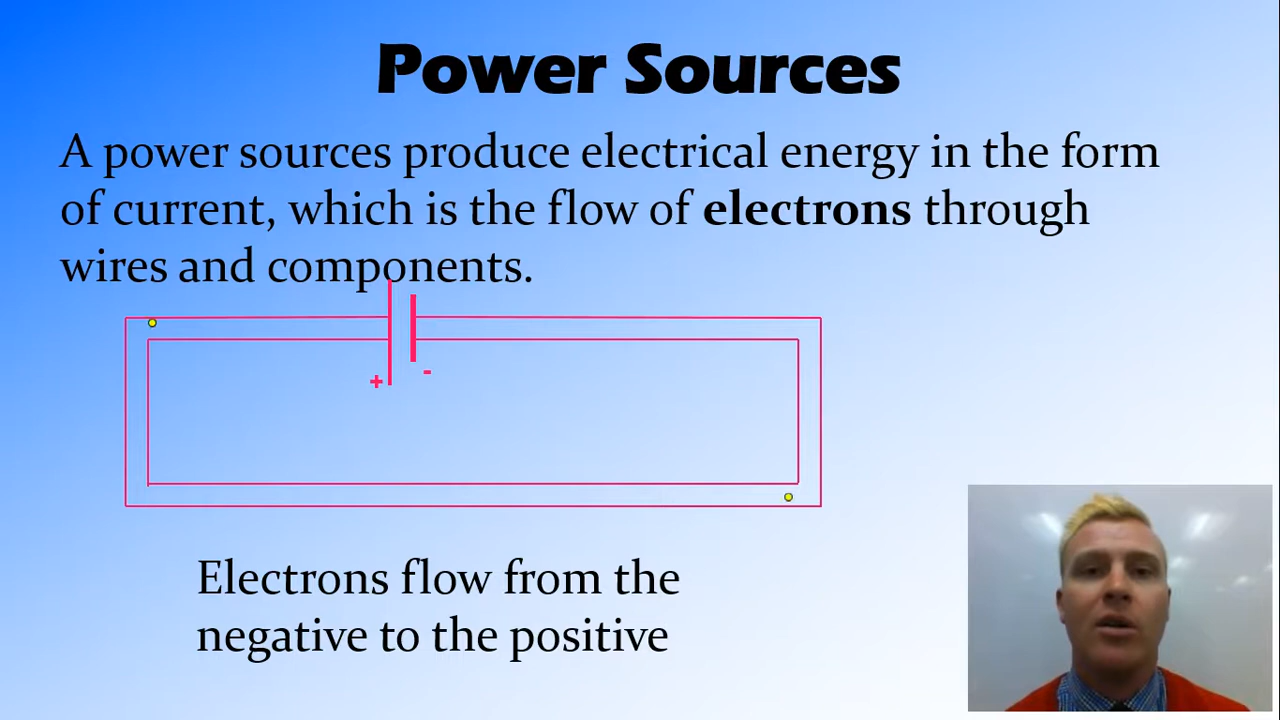 Power Sources
A power sources produce electrical energy in the form
of current, which is the flow of electrons through
wires and components.
+ -
Electrons flow from the
negative to the positive